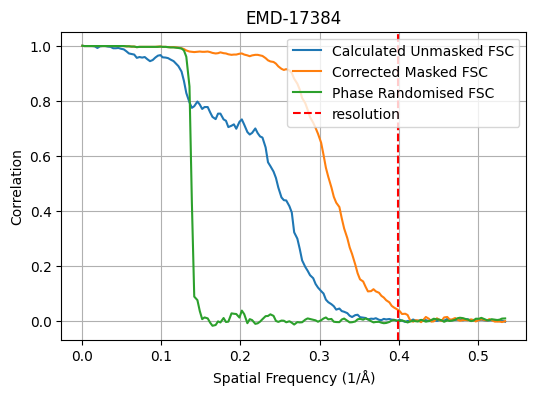 EMD-17384
Calculated Unmasked FSC
Corrected Masked FSC
Phase Randomised FSC
resolution
1.0
0.8
0.6
0.4
0.2
0.0
Correlation
0.0 0.1 0.2 0.3 0.4 0.5
Spatial Frequency (1/Å)